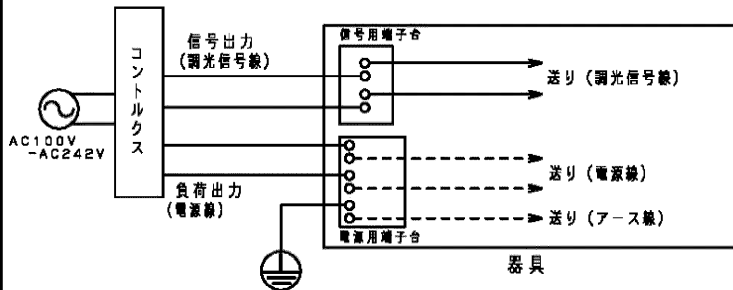 信号用端子台
信号出力
(調光信号線)
送り (調光信号線)
コントルクス
AC100V
-AC242V
送り (電源線)
負荷出力
(電源線)
送り (アース線)
電源用端子台
器具